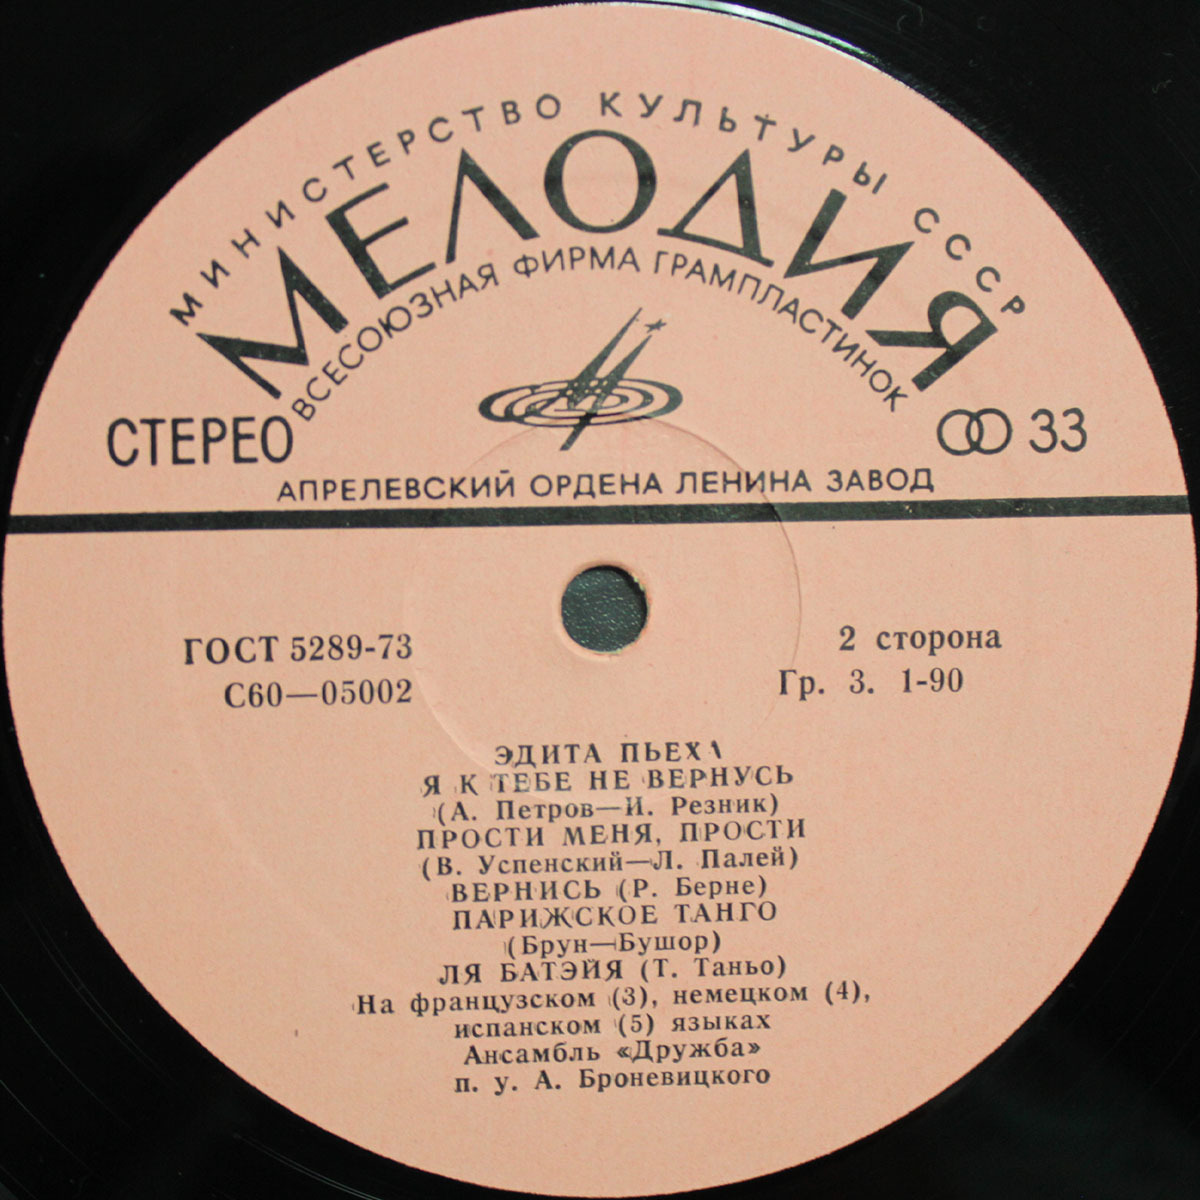 МИНИСТЕРСТВО КУЛЬТУРЫ СССР
МЕЛОДИЯ
ВСЕСОЮЗНАЯ ФИРМА ГРАМПЛАСТИНОК
СТЕРЕО
33
АПРЕЛЕВСКИЙ ОРДЕНА ЛЕНИНА ЗАВОД
ГОСТ 5289-73
С60—05002
2 сторона
Гр. 3. 1-90
ЭДИТА ПЬЕХА
Я К ТЕБЕ НЕ ВЕРНУСЬ
(А. Петров—И. Резник)
ПРОСТИ МЕНЯ, ПРОСТИ
(В. Успенский—Л. Палей)
ВЕРНИСЬ (Р. Берне)
ПАРИЖСКОЕ ТАНГО
(Брун—Бушор)
ЛЯ БАТЭЙЯ (Т. Таньо)
На французском (3), немецком (4),
испанском (5) языках
Ансамбль «Дружба»
п. у. А. Броневицкого